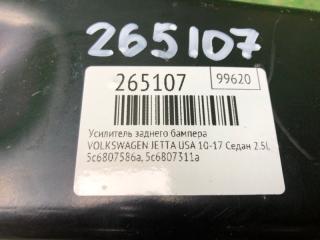 265107
265107
99620
Усилитель заднего бампера
VOLKSWAGEN JETTA USA 10-17 Седан 2.5L
5c6807586a, 5c6807311a